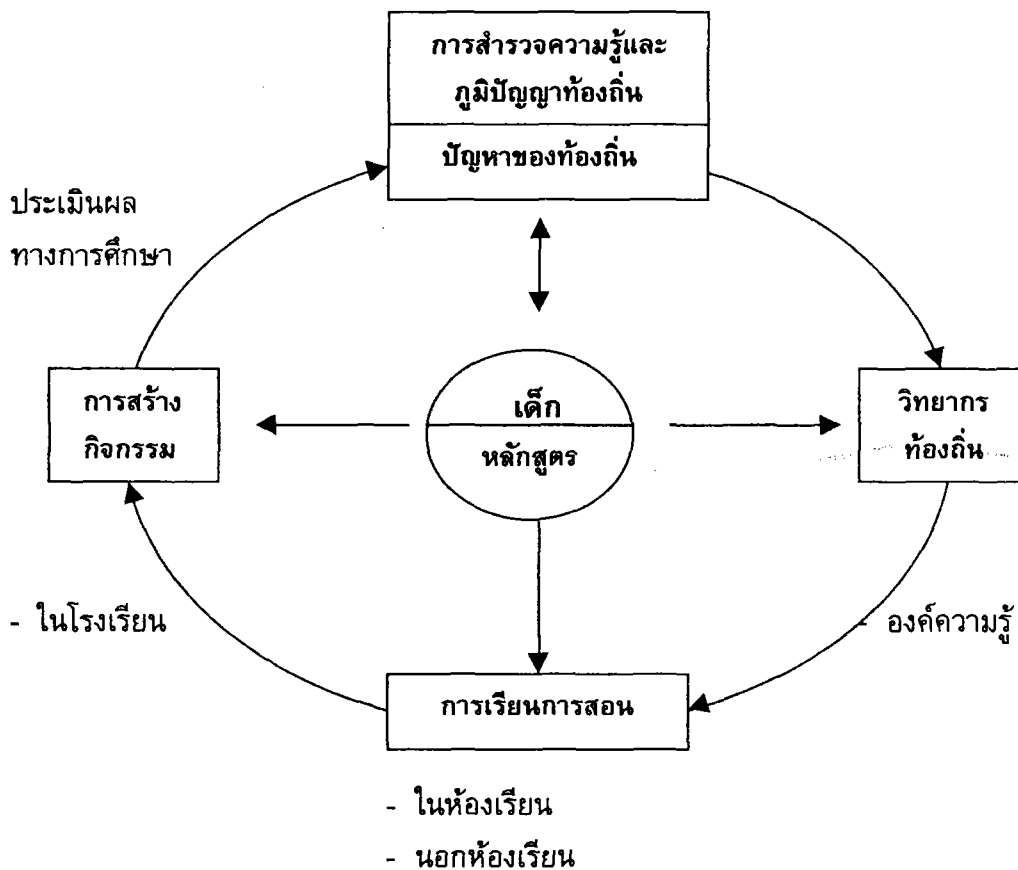 การสำรวจความรู้และ
ภูมิปัญญาท้องถิ่น
ปัญหาของท้องถิ่น
ประเมินผล
ทางการศึกษา
การสร้าง
กิจกรรม
เด็ก
หลักสูตร
วิทยากร
ท้องถิ่น
- ในโรงเรียน
- องค์ความรู้
การเรียนการสอน
- ในห้องเรียน
- นอกห้องเรียน